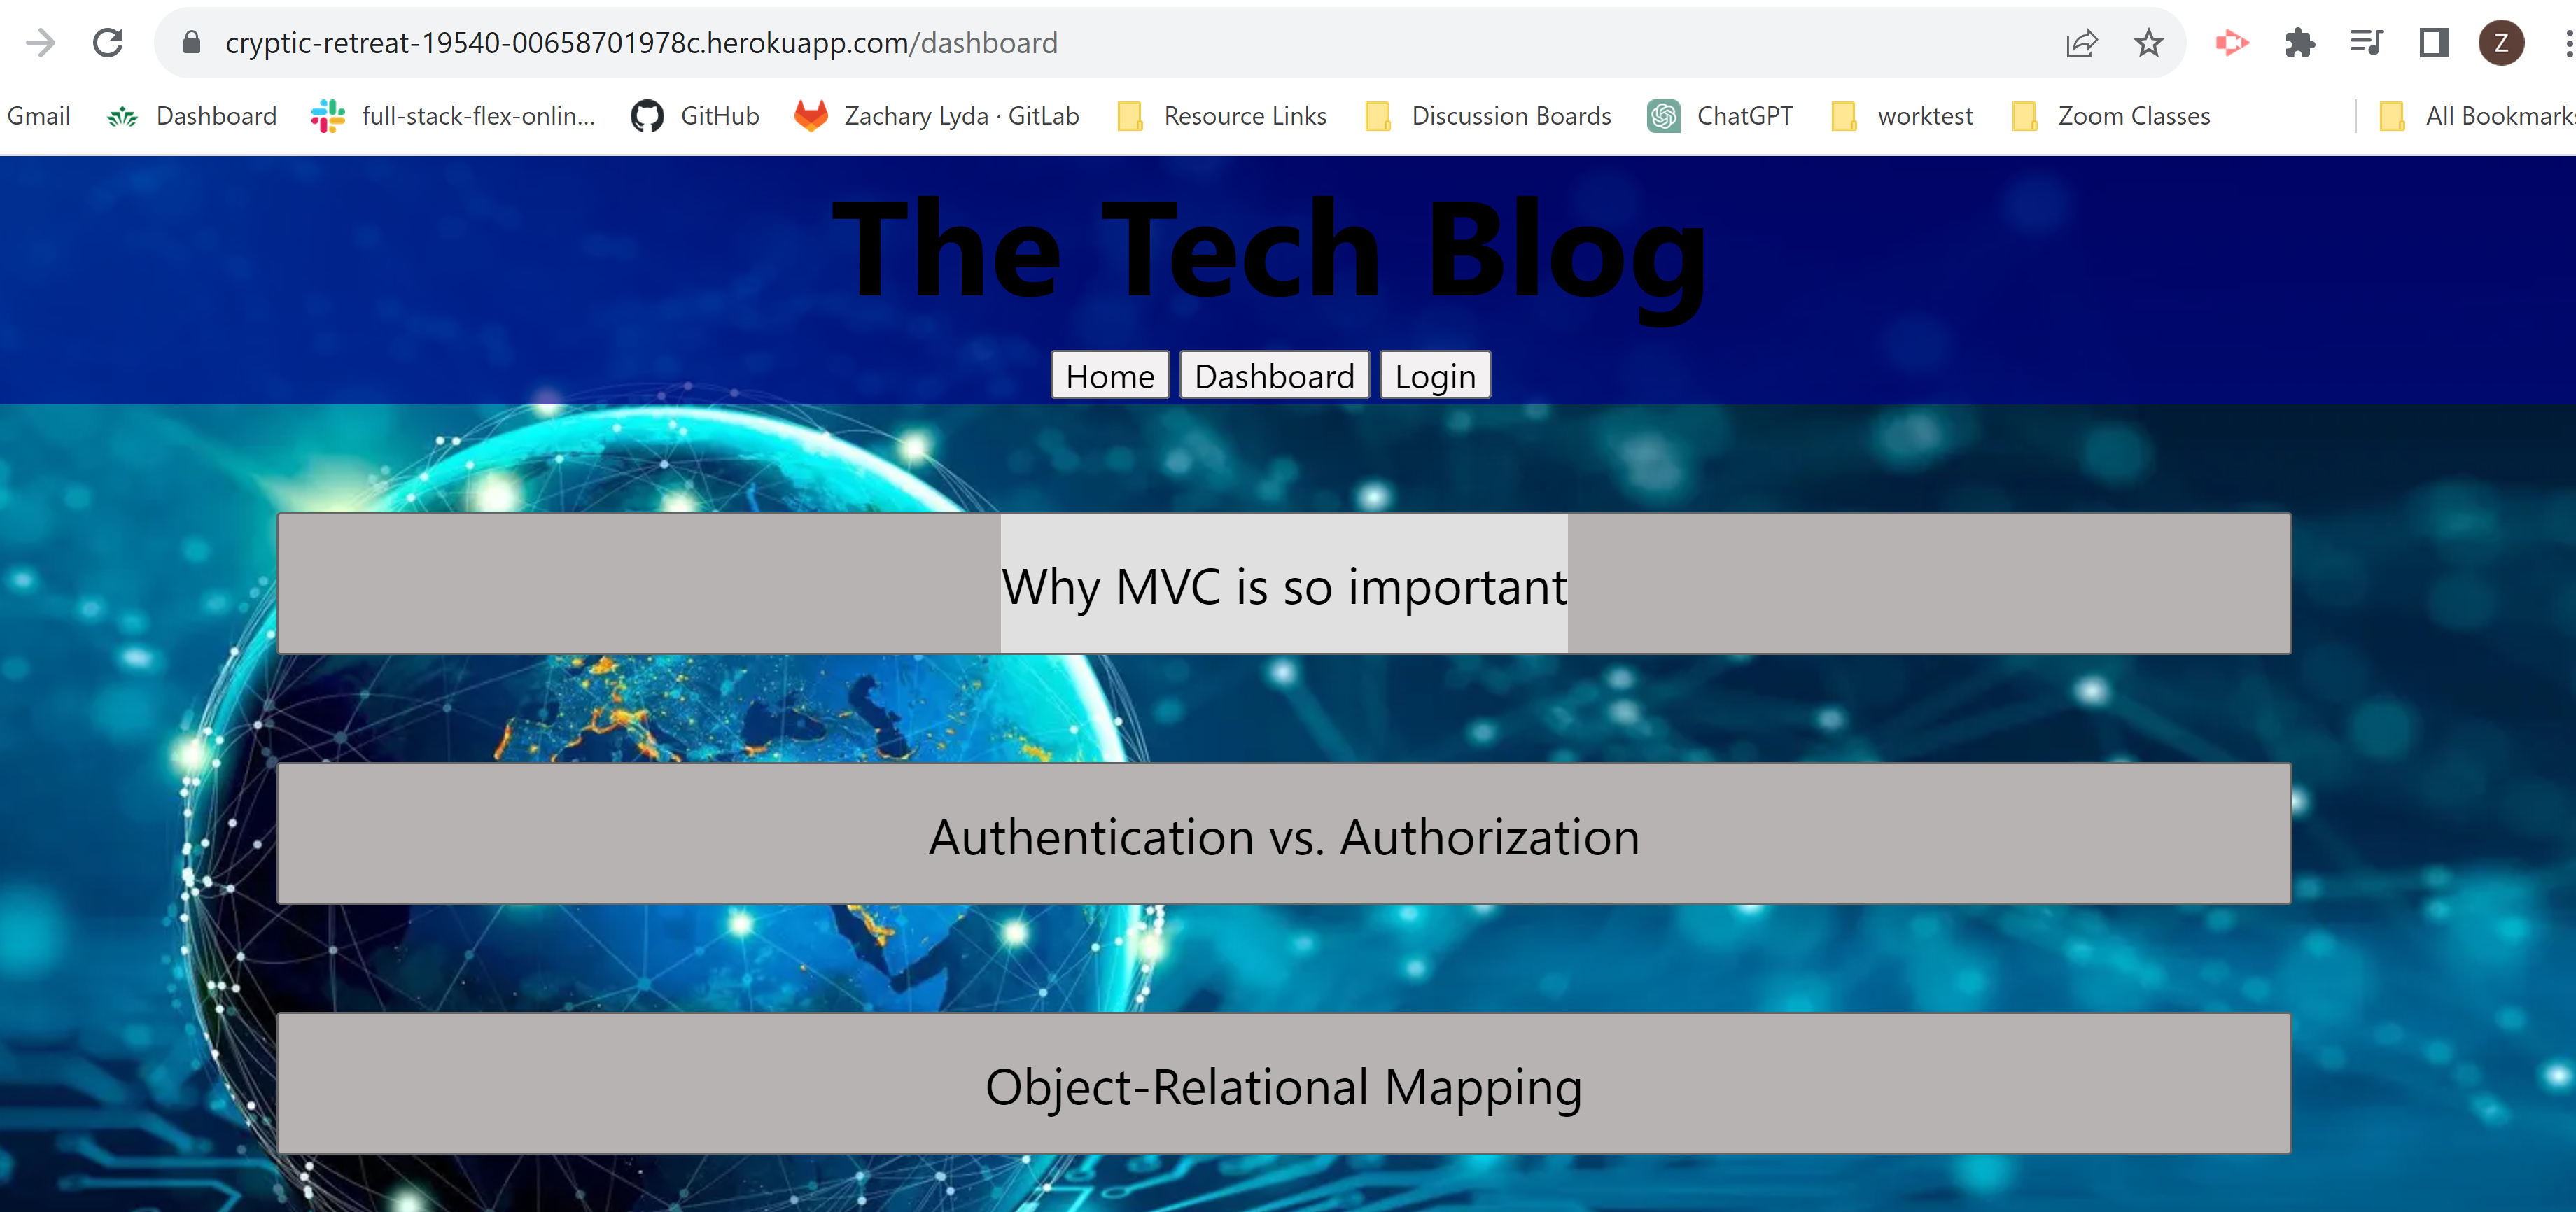 cryptic-retreat-19540-00658701978c.herokuapp.com/dashboard
Z
Gmail Dashboard full-stack-flex-onlin... GitHub Zachary Lyda · GitLab Resource Links Discussion Boards ChatGPT worktest Zoom Classes All Bookmarks
The Tech Blog
Home Dashboard Login
Why MVC is so important
Authentication vs. Authorization
Object-Relational Mapping